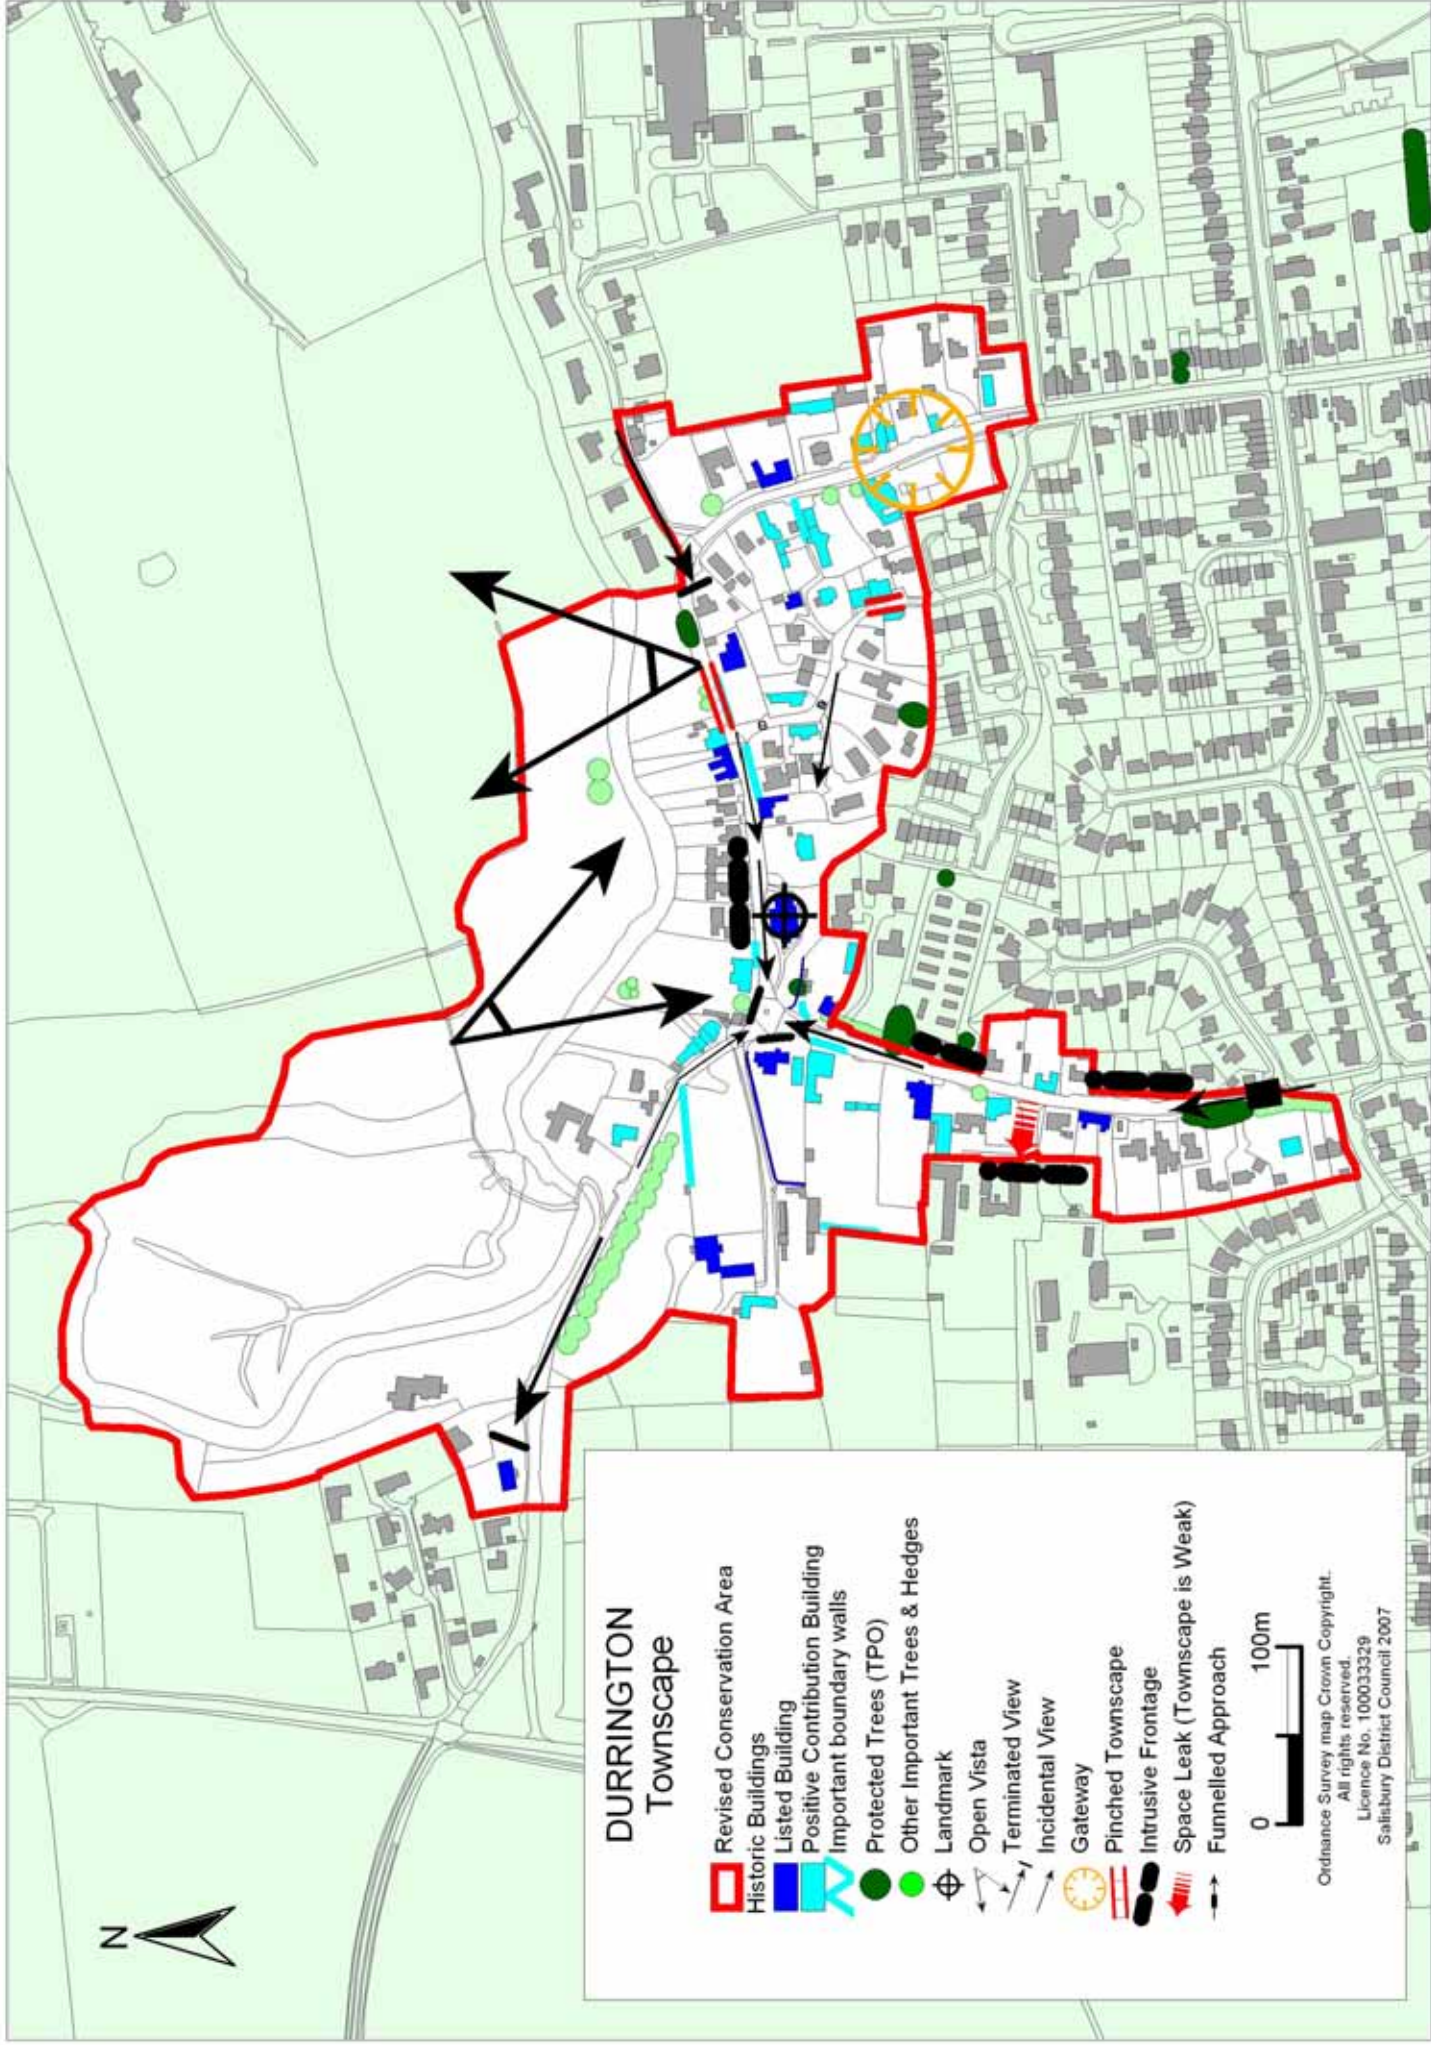 N
DURRINGTON
Townscape
Revised Conservation Area
Historic Buildings
Listed Building
Positive Contribution Building
Important boundary walls
Protected Trees (TPO)
Other Important Trees & Hedges
Landmark
Open Vista
Terminated View
Incidental View
Gateway
Pinched Townscape
Intrusive Frontage
Space Leak (Townscape is Weak)
Funnelled Approach
0 100m
Ordnance Survey map Crown Copyright.
All rights reserved.
Licence No. 100033329
Salisbury District Council 2007